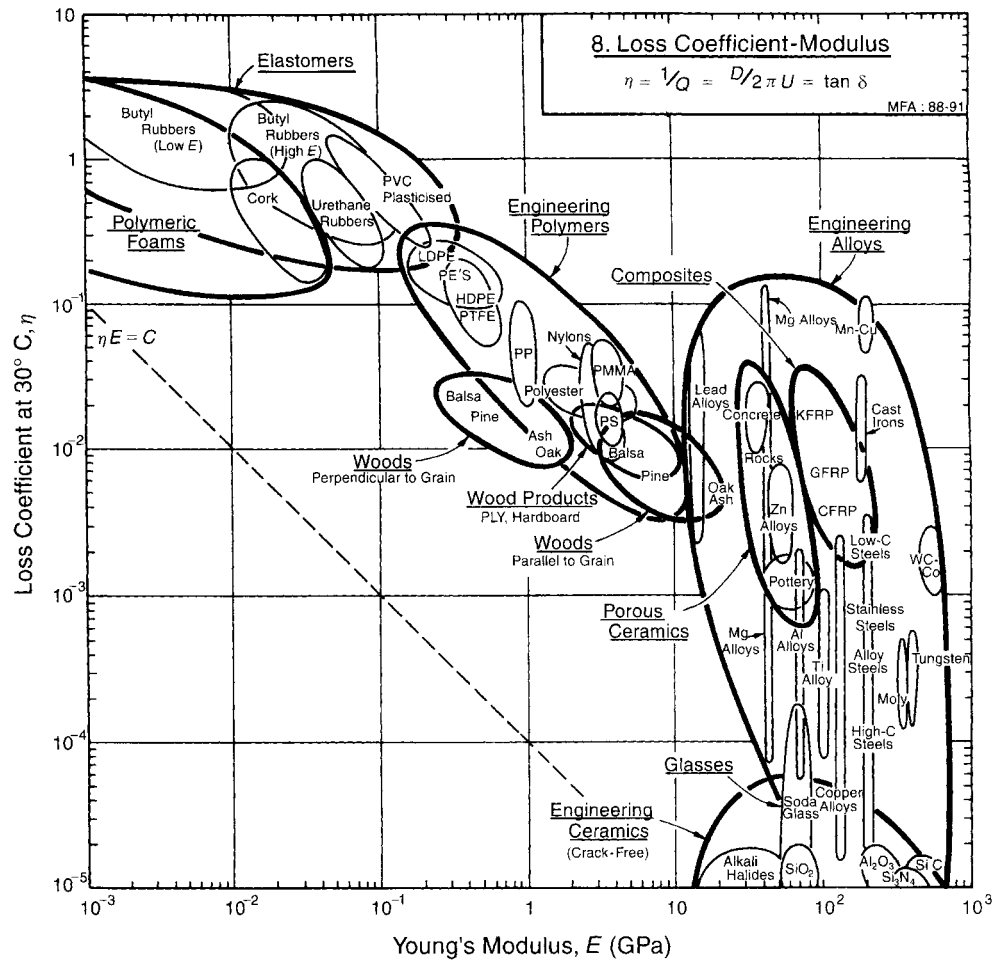 8. Loss Coefficient-Modulus
η = 1/Q = D/2πU = tan δ
MFA : 88-91
Loss Coefficient at 30° C, η
10
1
10⁻¹
10⁻²
10⁻³
10⁻⁴
10⁻⁵
Elastomers
Butyl
Rubbers
(Low E)
Butyl
Rubbers
(High E)
PVC
Plasticised
Cork
Urethane
Rubbers
Polymeric
Foams
Engineering
Polymers
Engineering
Alloys
Composites
LDPE
PE'S
HDPE
PTFE
ηE = C
Mg Alloys
Mn-Cu
Nylons
PP
PMMA
Polyester
PS
Balsa
Pine
Ash
Oak
Balsa
Pine
Oak
Ash
Lead
Alloys
Concrete
KFRP
Cast
Irons
Rocks
GFRP
CFRP
Zn
Alloys
Woods
Perpendicular to Grain
Wood Products
PLY, Hardboard
Woods
Parallel to Grain
Low-C
Steels
WC-
Co
Pottery
Porous
Ceramics
Stainless
Steels
Mg
Alloys
Al
Alloys
Ti
Alloy
Alloy
Steels
Tungsten
Moly
High-C
Steels
Glasses
Soda
Glass
Copper
Alloys
Engineering
Ceramics
(Crack-Free)
Alkali
Halides
SiO₂
Al₂O₃
Si C
Si₃N₄
10⁻³
10⁻²
10⁻¹
1
10
10²
10³
Young's Modulus, E (GPa)